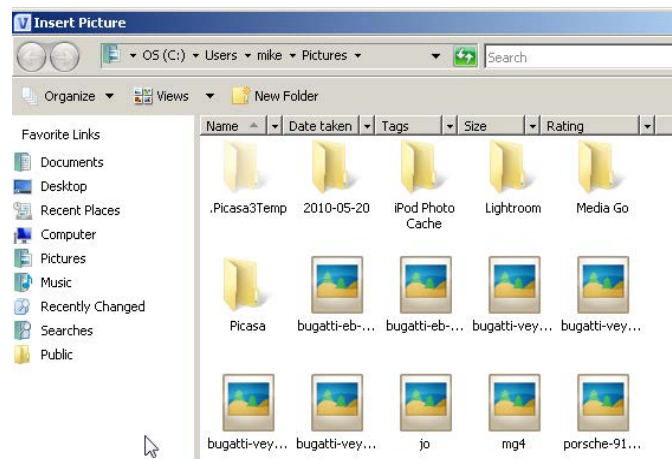 Insert Picture
OS (C:) Users mike Pictures
Search
Organize Views New Folder
Favorite Links
Documents
Desktop
Recent Places
Computer
Pictures
Music
Recently Changed
Searches
Public
Name Date taken Tags Size Rating
.Picasa3Temp 2010-05-20 iPod Photo Cache Lightroom Media Go
Picasa bugatti-eb-... bugatti-eb-... bugatti-vey... bugatti-vey...
bugatti-vey... bugatti-vey... jo mg4 porsche-91...